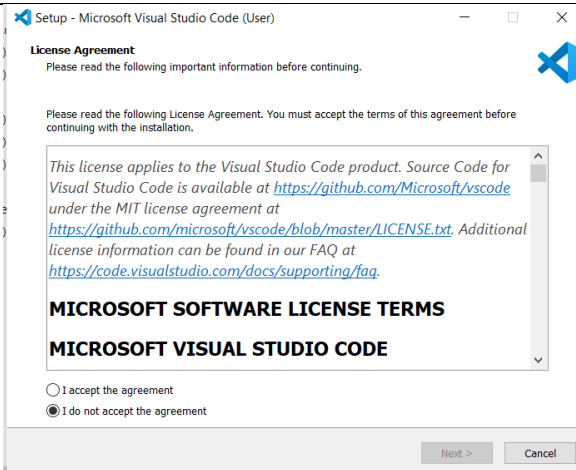 Setup - Microsoft Visual Studio Code (User)
License Agreement
Please read the following important information before continuing.
Please read the following License Agreement. You must accept the terms of this agreement before
continuing with the installation.
This license applies to the Visual Studio Code product. Source Code for
Visual Studio Code is available at https://github.com/Microsoft/vscode
under the MIT license agreement at
https://github.com/microsoft/vscode/blob/master/LICENSE.txt. Additional
license information can be found in our FAQ at
https://code.visualstudio.com/docs/supporting/faq.
MICROSOFT SOFTWARE LICENSE TERMS
MICROSOFT VISUAL STUDIO CODE
I accept the agreement
I do not accept the agreement
Next >
Cancel